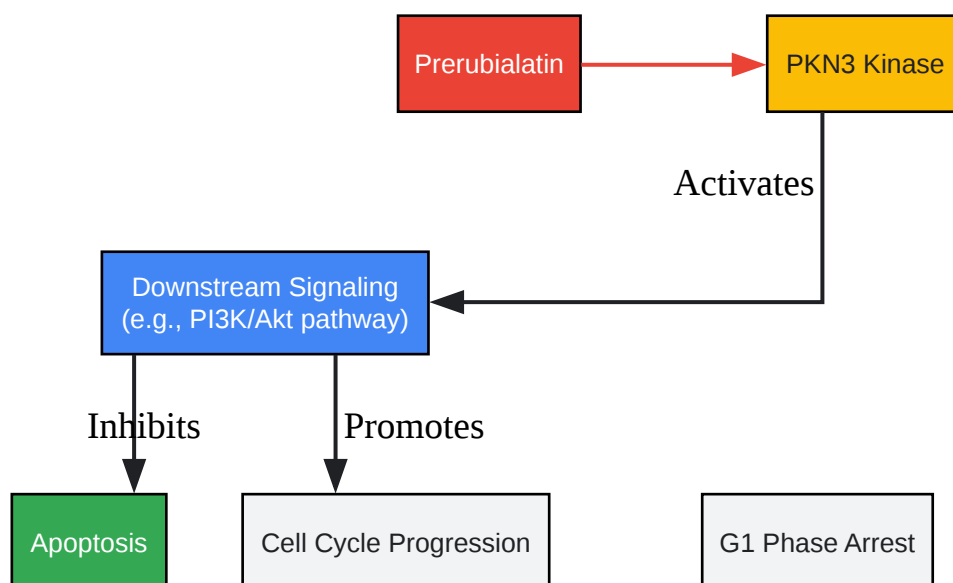 Prerubialatin
PKN3 Kinase
Activates
Downstream Signaling
(e.g., PI3K/Akt pathway)
Inhibits
Promotes
Apoptosis
Cell Cycle Progression
G1 Phase Arrest